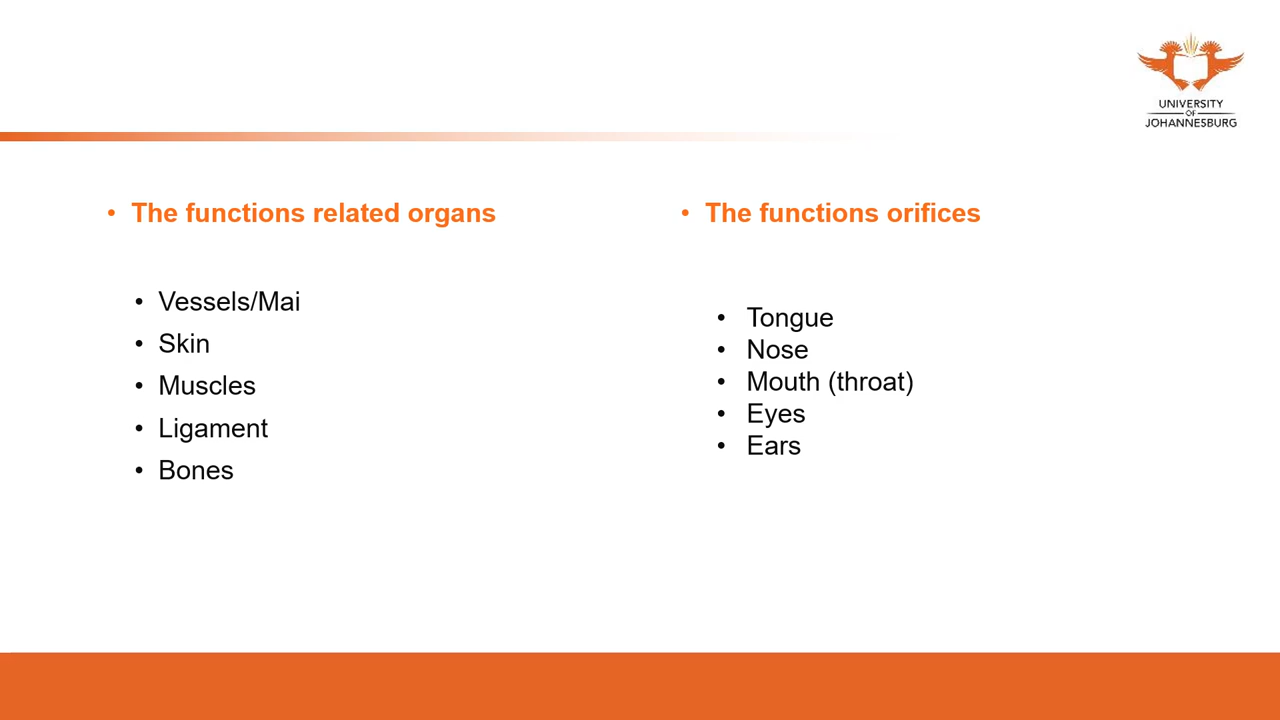 UNIVERSITY
OF
JOHANNESBURG
• The functions related organs
• Vessels/Mai
• Skin
• Muscles
• Ligament
• Bones
• The functions orifices
• Tongue
• Nose
• Mouth (throat)
• Eyes
• Ears